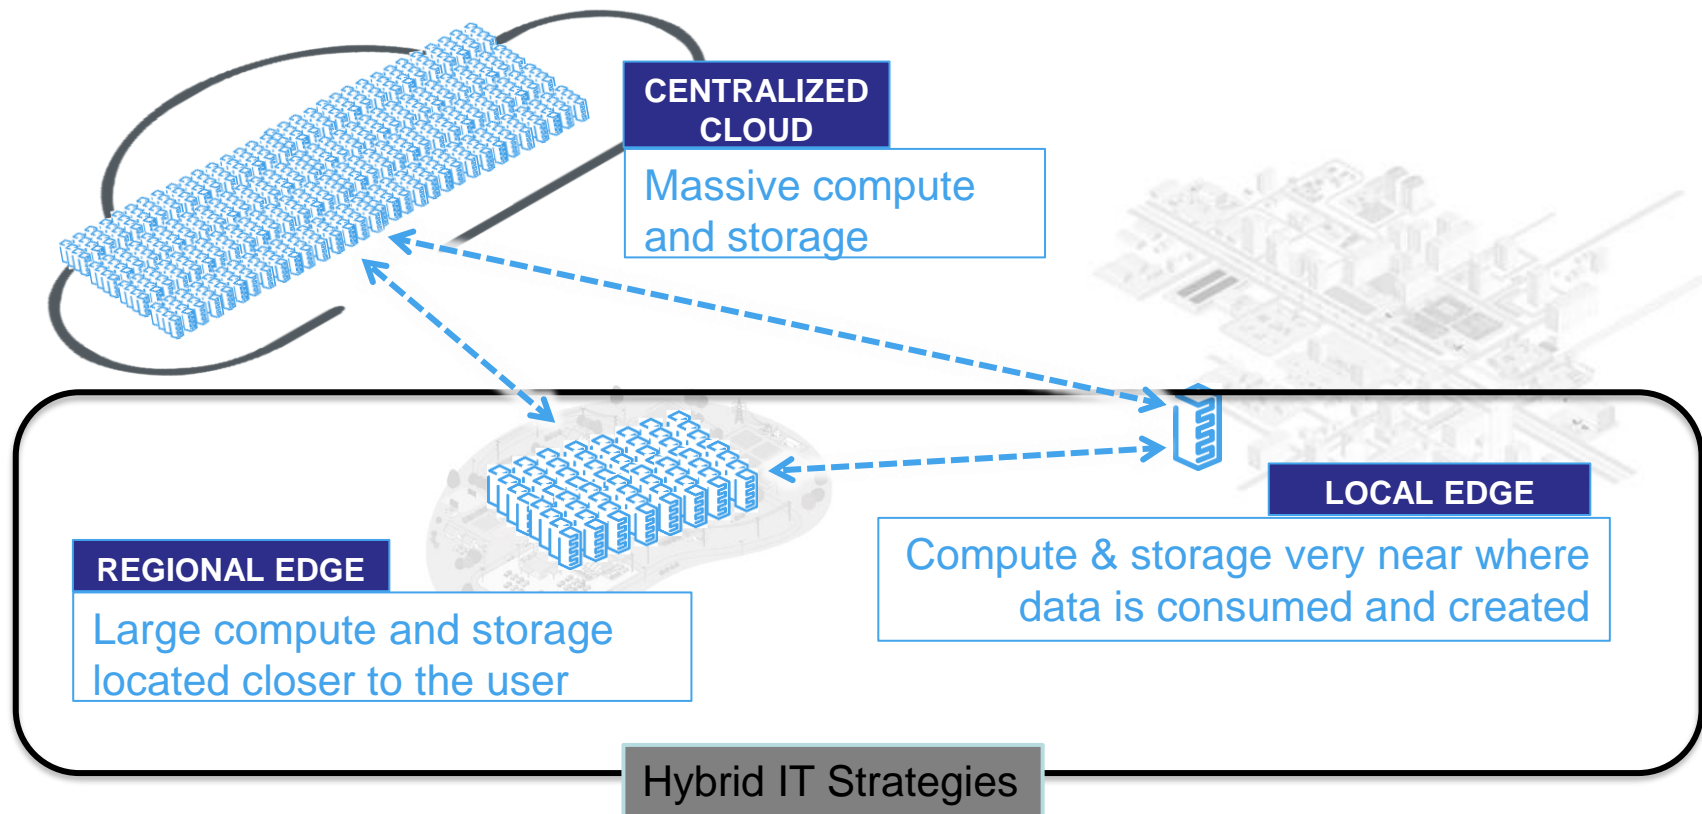 CENTRALIZED
CLOUD
Massive compute
and storage
LOCAL EDGE
Compute & storage very near where
data is consumed and created
REGIONAL EDGE
Large compute and storage
located closer to the user
Hybrid IT Strategies